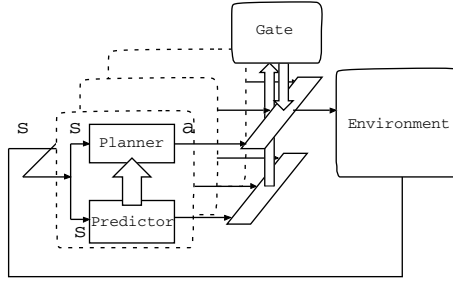 Gate
Environment
s
s
Planner
a
Predictor
s